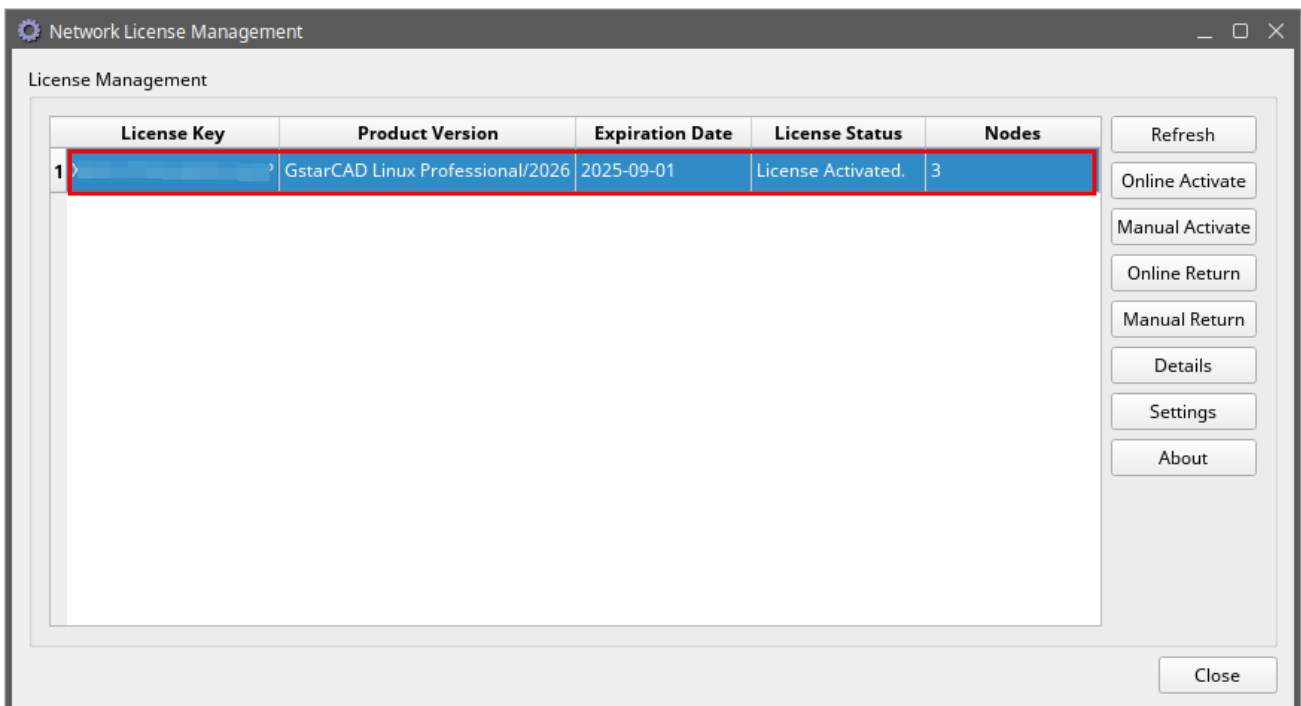 Network License Management
License Management
License Key Product Version Expiration Date License Status Nodes
1 GstarCAD Linux Professional/2026 2025-09-01 License Activated. 3
Refresh
Online Activate
Manual Activate
Online Return
Manual Return
Details
Settings
About
Close